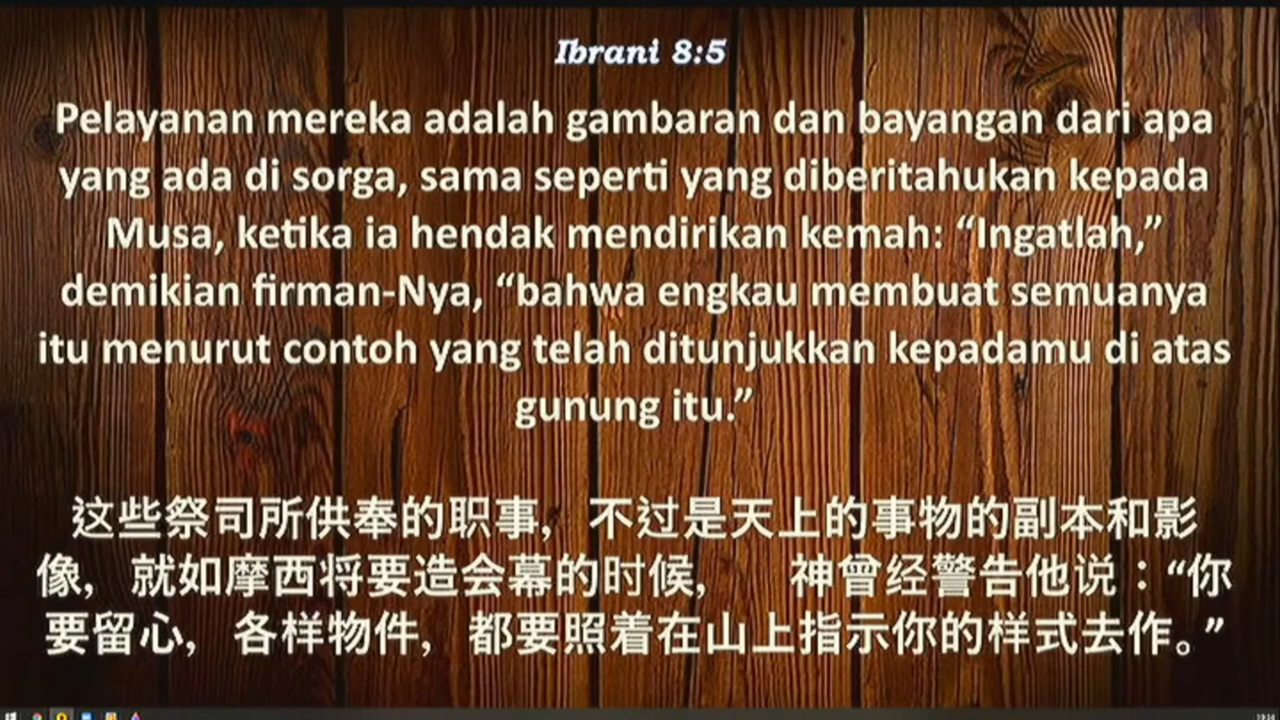 Ibrani 8:5
Pelayanan mereka adalah gambaran dan bayangan dari apa
yang ada di sorga, sama seperti yang diberitahukan kepada
Musa, ketika ia hendak mendirikan kemah: “Ingatlah,”
demikian firman-Nya, “bahwa engkau membuat semuanya
itu menurut contoh yang telah ditunjukkan kepadamu di atas
gunung itu.”
这些祭司所供奉的职事，不过是天上的事物的副本和影
像，就如摩西将要造会幕的时候，　神曾经警告他说：“你
要留心，各样物件，都要照着在山上指示你的样式去作。”